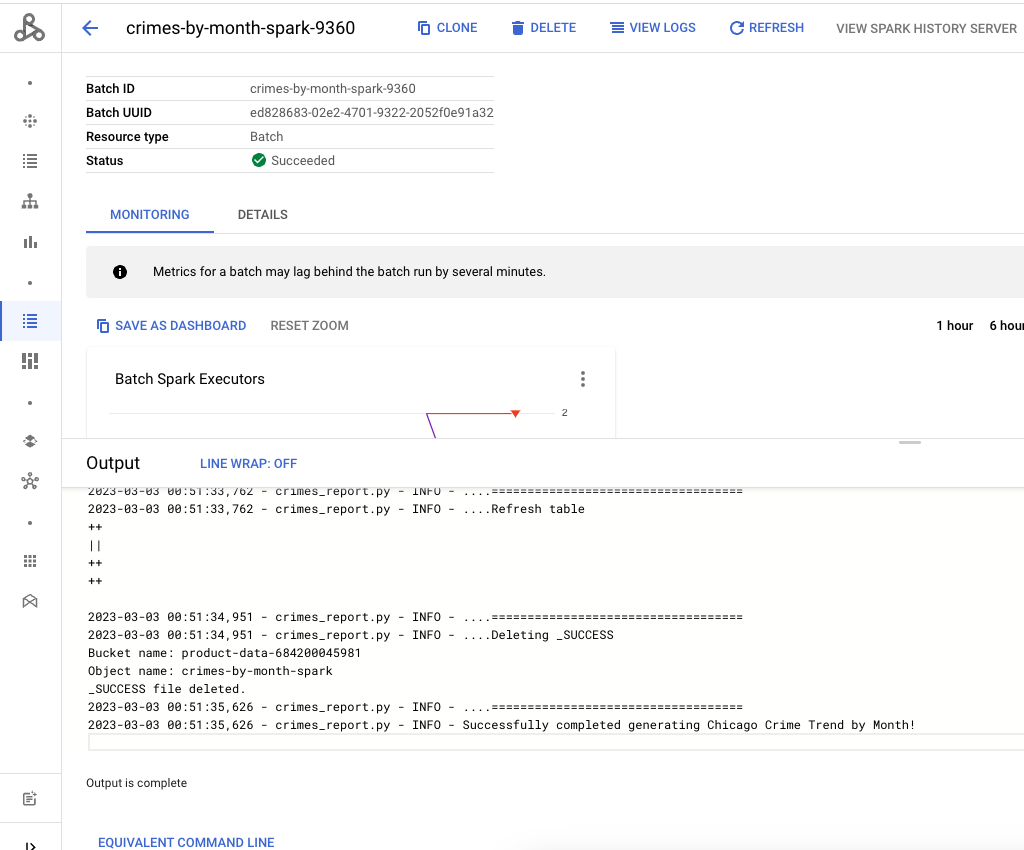 crimes-by-month-spark-9360
CLONE
DELETE
VIEW LOGS
REFRESH
VIEW SPARK HISTORY SERVER
Batch ID crimes-by-month-spark-9360
Batch UUID ed828683-02e2-4701-9322-2052f0e91a32
Resource type Batch
Status Succeeded
MONITORING DETAILS
Metrics for a batch may lag behind the batch run by several minutes.
SAVE AS DASHBOARD RESET ZOOM 1 hour 6 hour
Batch Spark Executors
2
Output LINE WRAP: OFF
2023-03-03 00:51:33,762 - crimes_report.py - INFO - ....===================================
2023-03-03 00:51:33,762 - crimes_report.py - INFO - ....Refresh table
++
||
++
++
2023-03-03 00:51:34,951 - crimes_report.py - INFO - ....===================================
2023-03-03 00:51:34,951 - crimes_report.py - INFO - ....Deleting _SUCCESS
Bucket name: product-data-684200045981
Object name: crimes-by-month-spark
_SUCCESS file deleted.
2023-03-03 00:51:35,626 - crimes_report.py - INFO - ....===================================
2023-03-03 00:51:35,626 - crimes_report.py - INFO - Successfully completed generating Chicago Crime Trend by Month!
Output is complete
EQUIVALENT COMMAND LINE